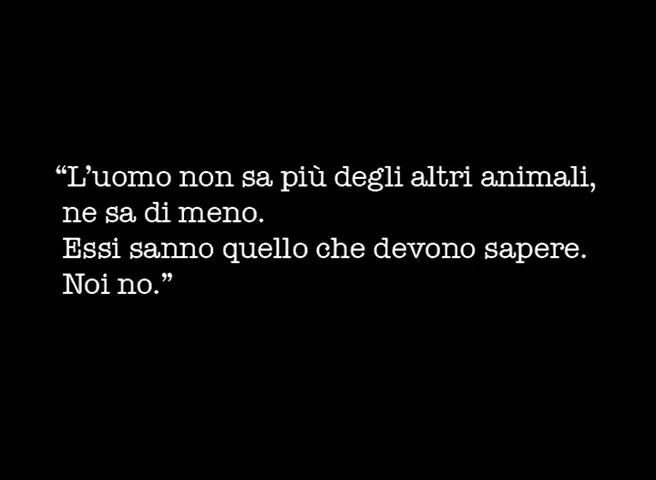 “L’uomo non sa più degli altri animali,
ne sa di meno.
Essi sanno quello che devono sapere.
Noi no.”